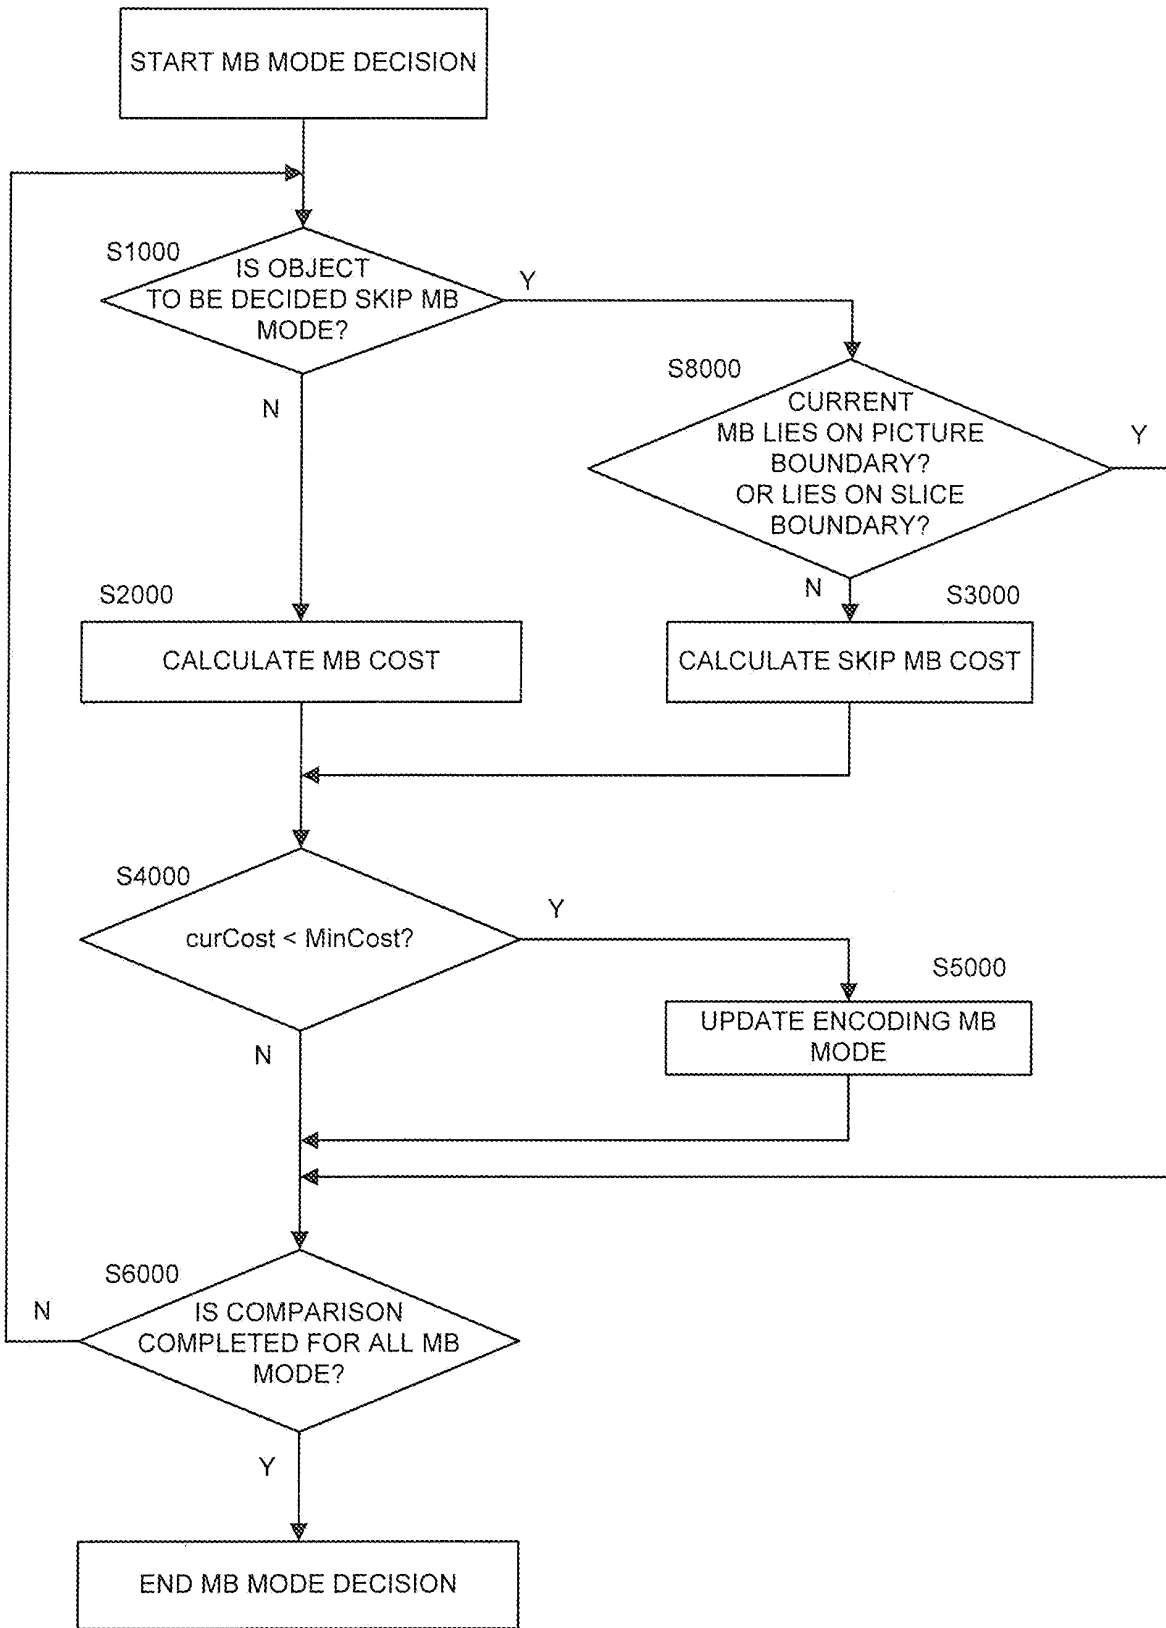 START MB MODE DECISION
S1000
IS OBJECT
TO BE DECIDED SKIP MB
MODE?
Y
N
S8000
CURRENT
MB LIES ON PICTURE
BOUNDARY?
OR LIES ON SLICE
BOUNDARY?
Y
N
S2000
CALCULATE MB COST
S3000
CALCULATE SKIP MB COST
S4000
curCost < MinCost?
Y
N
S5000
UPDATE ENCODING MB
MODE
S6000
IS COMPARISON
COMPLETED FOR ALL MB
MODE?
N
Y
END MB MODE DECISION